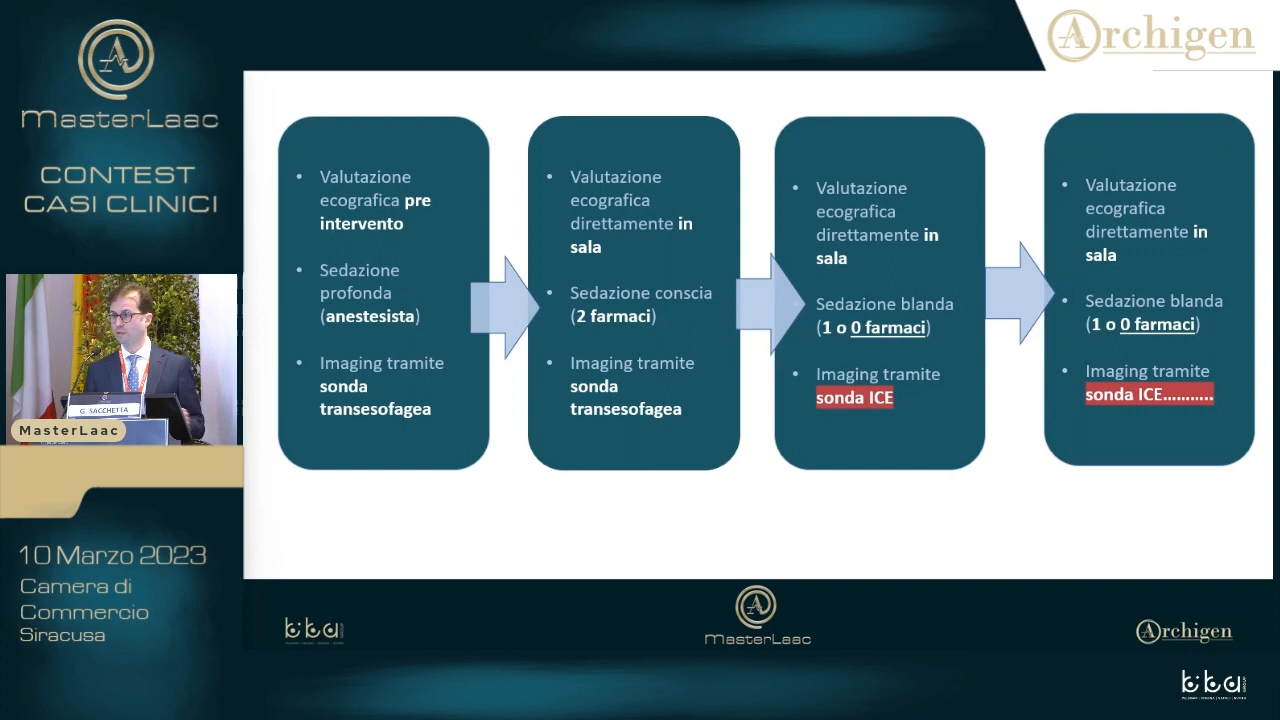 MasterLaac
CONTEST
CASI CLINICI
Archigen
• Valutazione
ecografica pre
intervento
• Sedazione
profonda
(anestesista)
• Imaging tramite
sonda
transesofagea
• Valutazione
ecografica
direttamente in
sala
• Sedazione conscia
(2 farmaci)
• Imaging tramite
sonda
transesofagea
• Valutazione
ecografica
direttamente in
sala
• Sedazione blanda
(1 o 0 farmaci)
• Imaging tramite
sonda ICE
• Valutazione
ecografica
direttamente in
sala
• Sedazione blanda
(1 o 0 farmaci)
• Imaging tramite
sonda ICE..........
G. SACCHETTA
MasterLaac
10 Marzo 2023
Camera di
Commercio
Siracusa
bba
MasterLaac
Archigen
bba